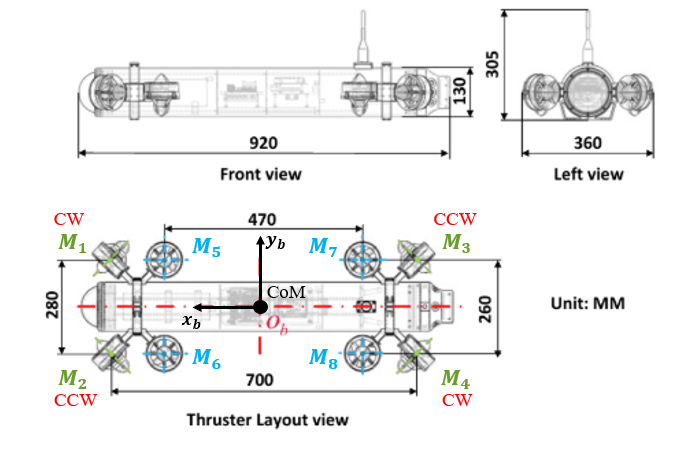 305
130
920
360
Front view
Left view
CW
470
CCW
M1
M5
yb
M7
M3
280
CoM
260
Unit: MM
xb
Ob
M6
M8
M2
700
M4
CCW
CW
Thruster Layout view